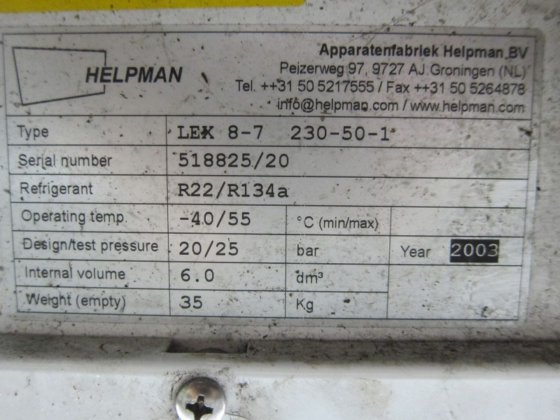 HELPMAN
Apparatenfabriek Helpman BV
Peizerweg 97, 9727 AJ Groningen (NL)
Tel. ++31 50 5217555 / Fax ++31 50 5264878
info@helpman.com / www.helpman.com
Type LEK 8-7 230-50-1
Serial number 518825/20
Refrigerant R22/R134a
Operating temp. -40/55 °C (min/max)
Design/test pressure 20/25 bar Year 2003
Internal volume 6.0 dm³
Weight (empty) 35 Kg